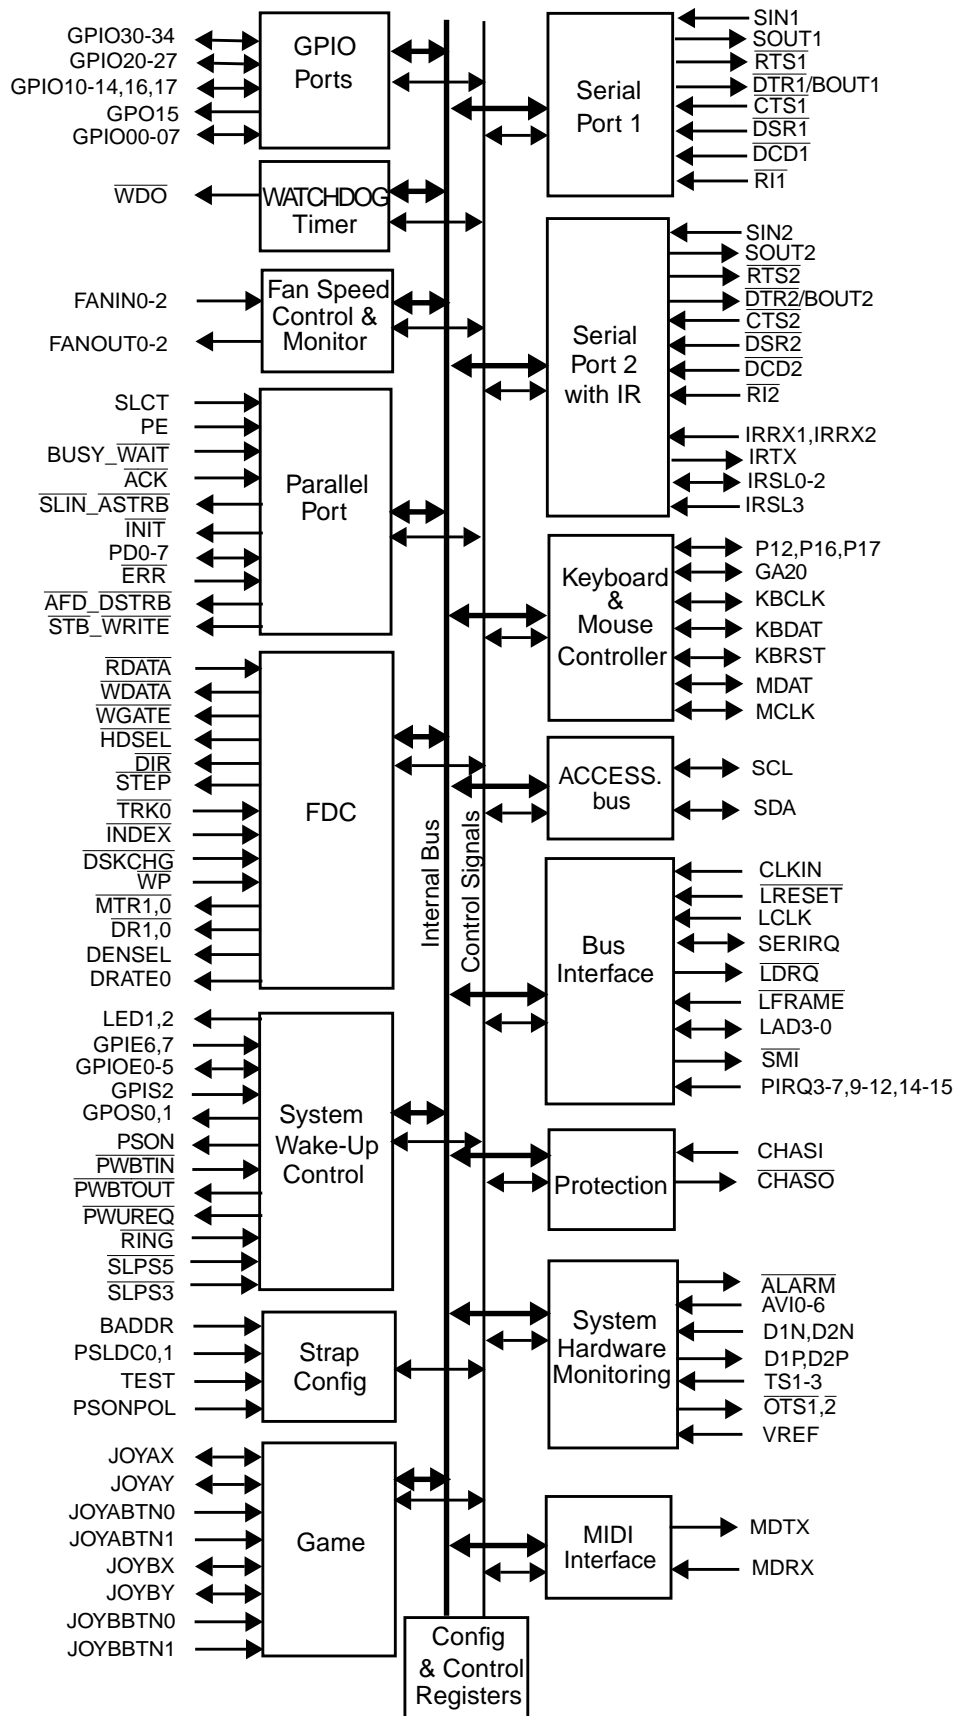 GPIO30-34
GPIO20-27
GPIO10-14,16,17
GPO15
GPIO00-07
GPIO
Ports
WDO
WATCHDOG
Timer
FANIN0-2
FANOUT0-2
Fan Speed
Control &
Monitor
SLCT
PE
BUSY_WAIT
ACK
SLIN_ASTRB
INIT
PD0-7
ERR
AFD_DSTRB
STB_WRITE
Parallel
Port
RDATA
WDATA
WGATE
HDSEL
DIR
STEP
TRK0
INDEX
DSKCHG
WP
MTR1,0
DR1,0
DENSEL
DRATE0
FDC
LED1,2
GPIE6,7
GPIOE0-5
GPIS2
GPOS0,1
PSON
PWBTIN
PWBTOUT
PWUREQ
RING
SLPS5
SLPS3
System
Wake-Up
Control
BADDR
PSLDC0,1
TEST
PSONPOL
Strap
Config
JOYAX
JOYAY
JOYABTN0
JOYABTN1
JOYBX
JOYBY
JOYBBTN0
JOYBBTN1
Game
Internal Bus
Control Signals
Config
& Control
Registers
Serial
Port 1
SIN1
SOUT1
RTS1
DTR1/BOUT1
CTS1
DSR1
DCD1
RI1
Serial
Port 2
with IR
SIN2
SOUT2
RTS2
DTR2/BOUT2
CTS2
DSR2
DCD2
RI2
IRRX1,IRRX2
IRTX
IRSL0-2
IRSL3
Keyboard
&
Mouse
Controller
P12,P16,P17
GA20
KBCLK
KBDAT
KBRST
MDAT
MCLK
ACCESS.
bus
SCL
SDA
Bus
Interface
CLKIN
LRESET
LCLK
SERIRQ
LDRQ
LFRAME
LAD3-0
SMI
PIRQ3-7,9-12,14-15
Protection
CHASI
CHASO
System
Hardware
Monitoring
ALARM
AVI0-6
D1N,D2N
D1P,D2P
TS1-3
OTS1,2
VREF
MIDI
Interface
MDTX
MDRX